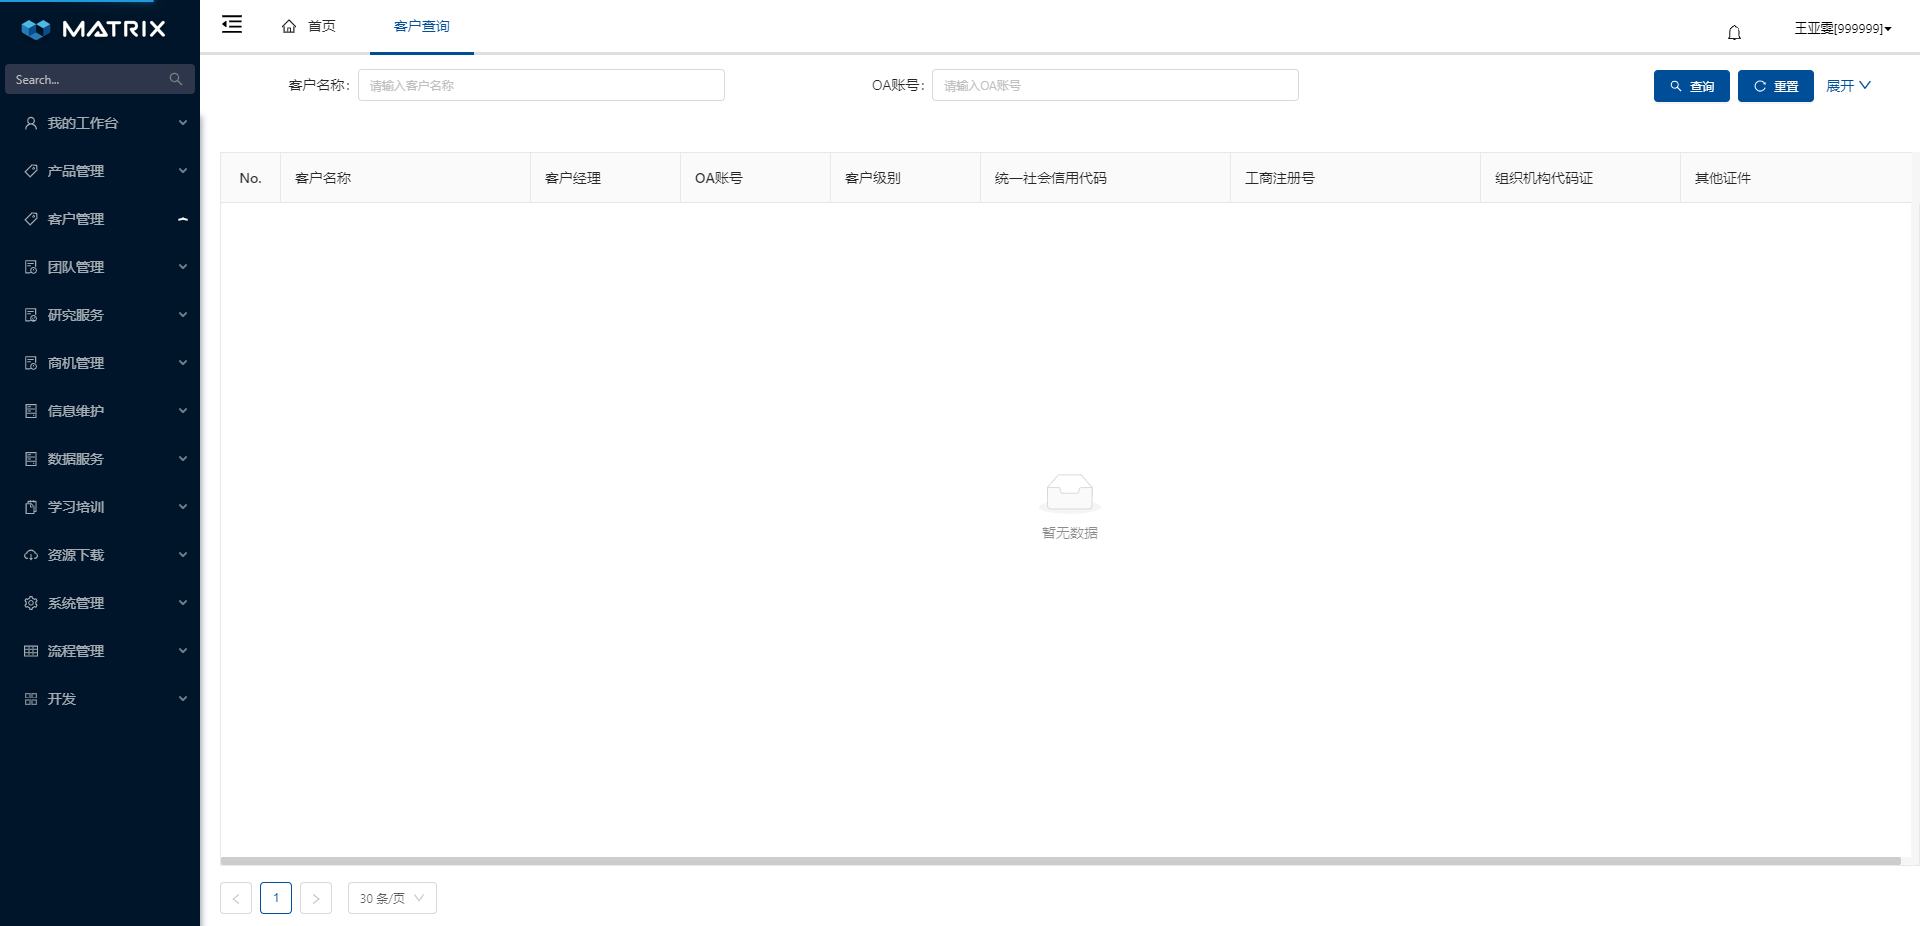 MATRIX
首页
客户查询
王亚雯[999999]
Search...
客户名称：
请输入客户名称
OA账号：
请输入OA账号
查询
重置
展开
我的工作台
产品管理
客户管理
团队管理
研究服务
商机管理
信息维护
数据服务
学习培训
资源下载
系统管理
流程管理
开发
No.
客户名称
客户经理
OA账号
客户级别
统一社会信用代码
工商注册号
组织机构代码证
其他证件
暂无数据
1
30 条/页